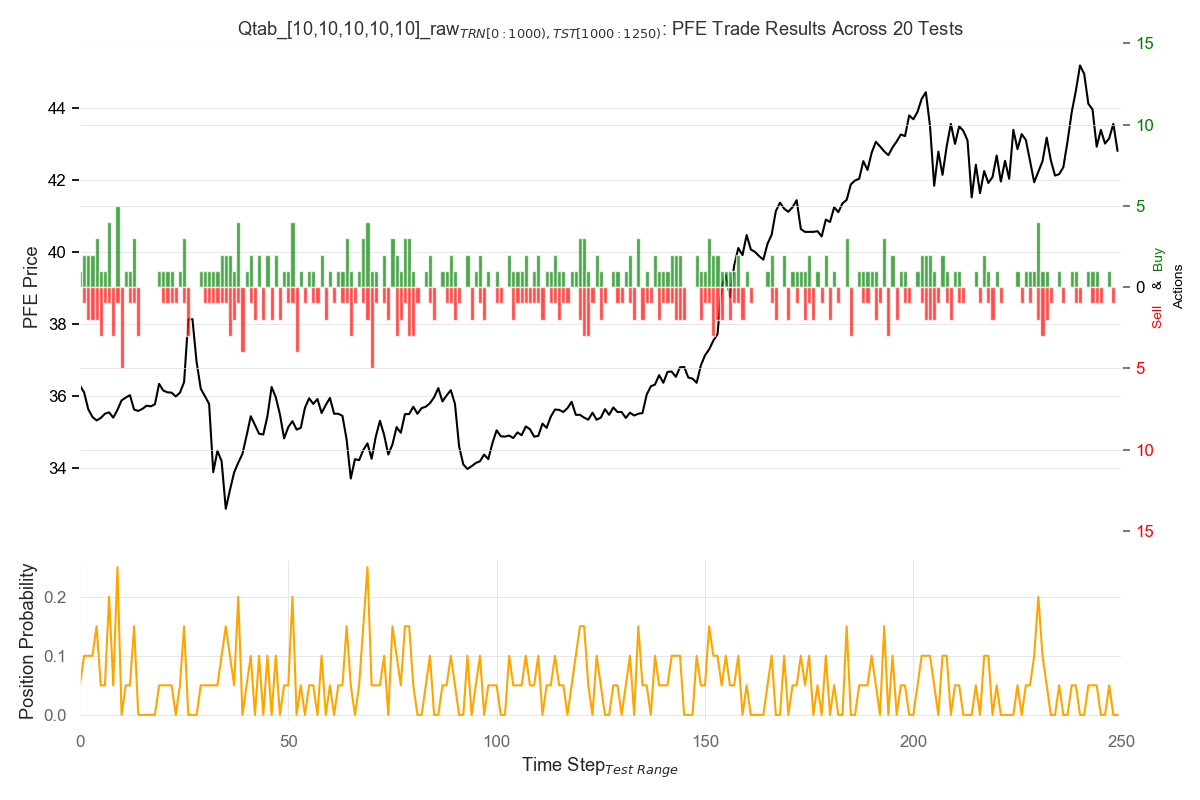 Qtab_[10,10,10,10,10]_raw_TRN[0:1000),TST[1000:1250): PFE Trade Results Across 20 Tests
15
44
10
42
5
40
PFE Price
0
Sell & Buy
Actions
38
5
36
10
34
15
Position Probability
0.2
0.1
0.0
0 50 100 150 200 250
Time Step Test Range